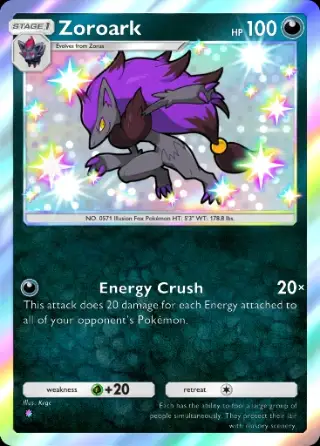 STAGE 1
Zoroark
HP 100
Evolves from Zorua
NO. 0571 Illusion Fox Pokémon HT: 5'3" WT: 178.8 lbs.
Energy Crush 20×
This attack does 20 damage for each Energy attached to
all of your opponent's Pokémon.
weakness +20 retreat
Illus. KEIGO
Each has the ability to fool a large group of
people simultaneously. They protect their lair
with illusory scenery.